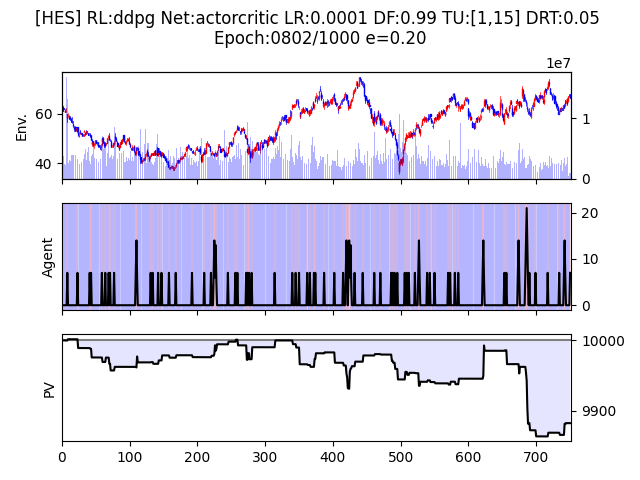 [HES] RL:ddpg Net:actorcritic LR:0.0001 DF:0.99 TU:[1,15] DRT:0.05
Epoch:0802/1000 e=0.20
1e7
Env.
60
40
1
0
Agent
20
10
0
PV
10000
9900
0 100 200 300 400 500 600 700